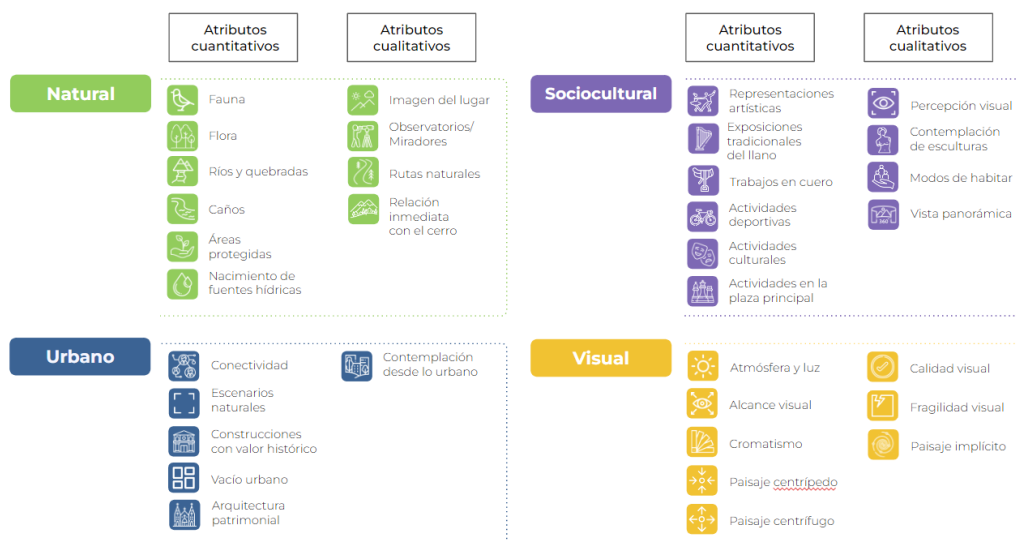 Atributos
cuantitativos
Atributos
cualitativos
Natural
Fauna
Flora
Ríos y quebradas
Caños
Áreas
protegidas
Nacimiento de
fuentes hídricas
Imagen del lugar
Observatorios/
Miradores
Rutas naturales
Relación
inmediata
con el cerro
Atributos
cuantitativos
Atributos
cualitativos
Sociocultural
Representaciones
artísticas
Exposiciones
tradicionales
del llano
Trabajos en cuero
Actividades
deportivas
Actividades
culturales
Actividades en la
plaza principal
Percepción visual
Contemplación
de esculturas
Modos de habitar
Vista panorámica
Urbano
Conectividad
Escenarios
naturales
Construcciones
con valor histórico
Vacío urbano
Arquitectura
patrimonial
Contemplación
desde lo urbano
Visual
Atmósfera y luz
Alcance visual
Cromatismo
Paisaje centrípedo
Paisaje centrífugo
Calidad visual
Fragilidad visual
Paisaje implícito